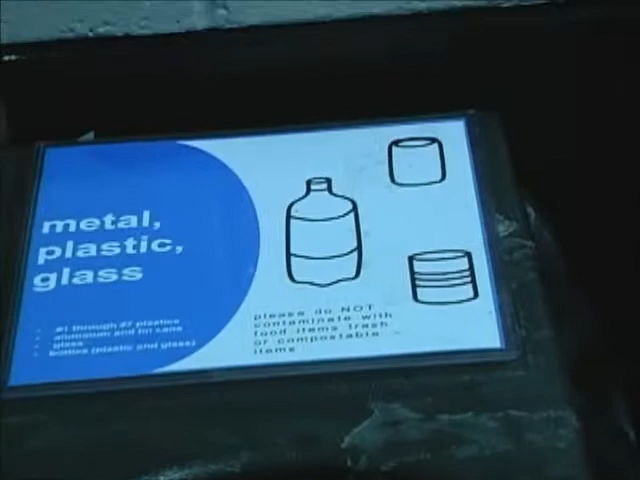 metal,
plastic,
glass
#1 through #7 plastics
aluminum and tin cans
glass
bottles (plastic and glass)
please do NOT
contaminate with
food items trash
or compostable
items